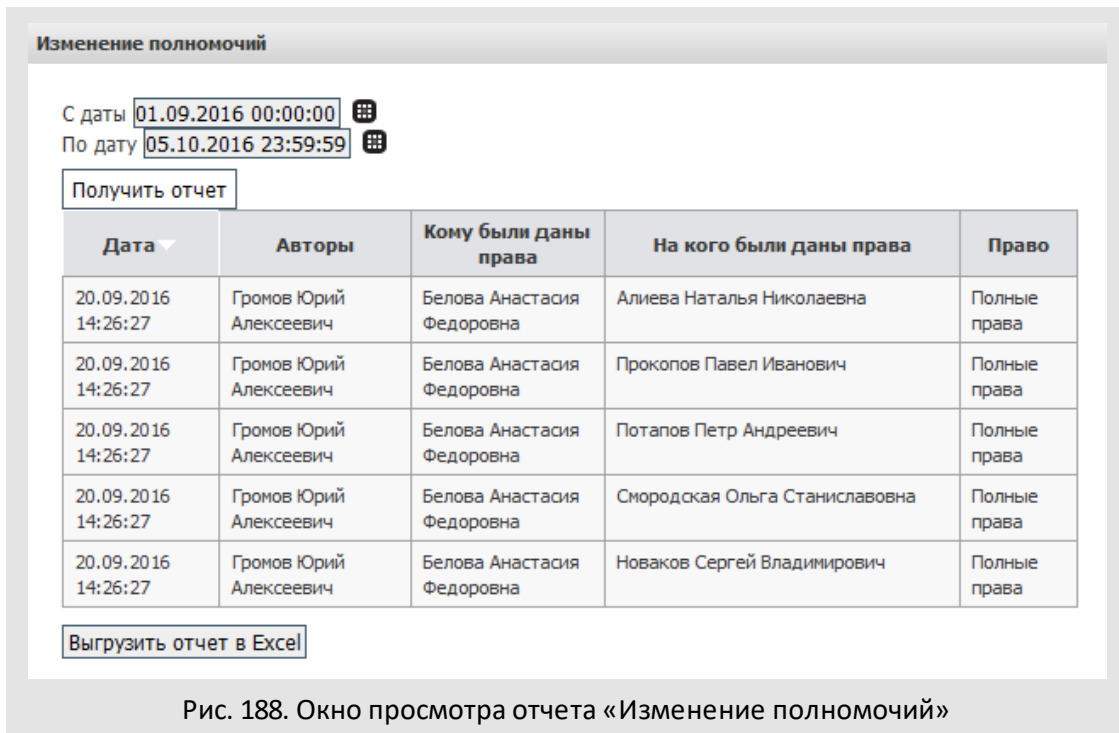 Изменение полномочий
С даты 01.09.2016 00:00:00
По дату 05.10.2016 23:59:59
Получить отчет
Дата Авторы Кому были даны права На кого были даны права Право
20.09.2016 Громов Юрий Белова Анастасия Алиева Наталья Николаевна Полные
14:26:27 Алексеевич Федоровна права
20.09.2016 Громов Юрий Белова Анастасия Прокопов Павел Иванович Полные
14:26:27 Алексеевич Федоровна права
20.09.2016 Громов Юрий Белова Анастасия Потапов Петр Андреевич Полные
14:26:27 Алексеевич Федоровна права
20.09.2016 Громов Юрий Белова Анастасия Смородская Ольга Станиславовна Полные
14:26:27 Алексеевич Федоровна права
20.09.2016 Громов Юрий Белова Анастасия Новаков Сергей Владимирович Полные
14:26:27 Алексеевич Федоровна права
Выгрузить отчет в Excel
Рис. 188. Окно просмотра отчета «Изменение полномочий»